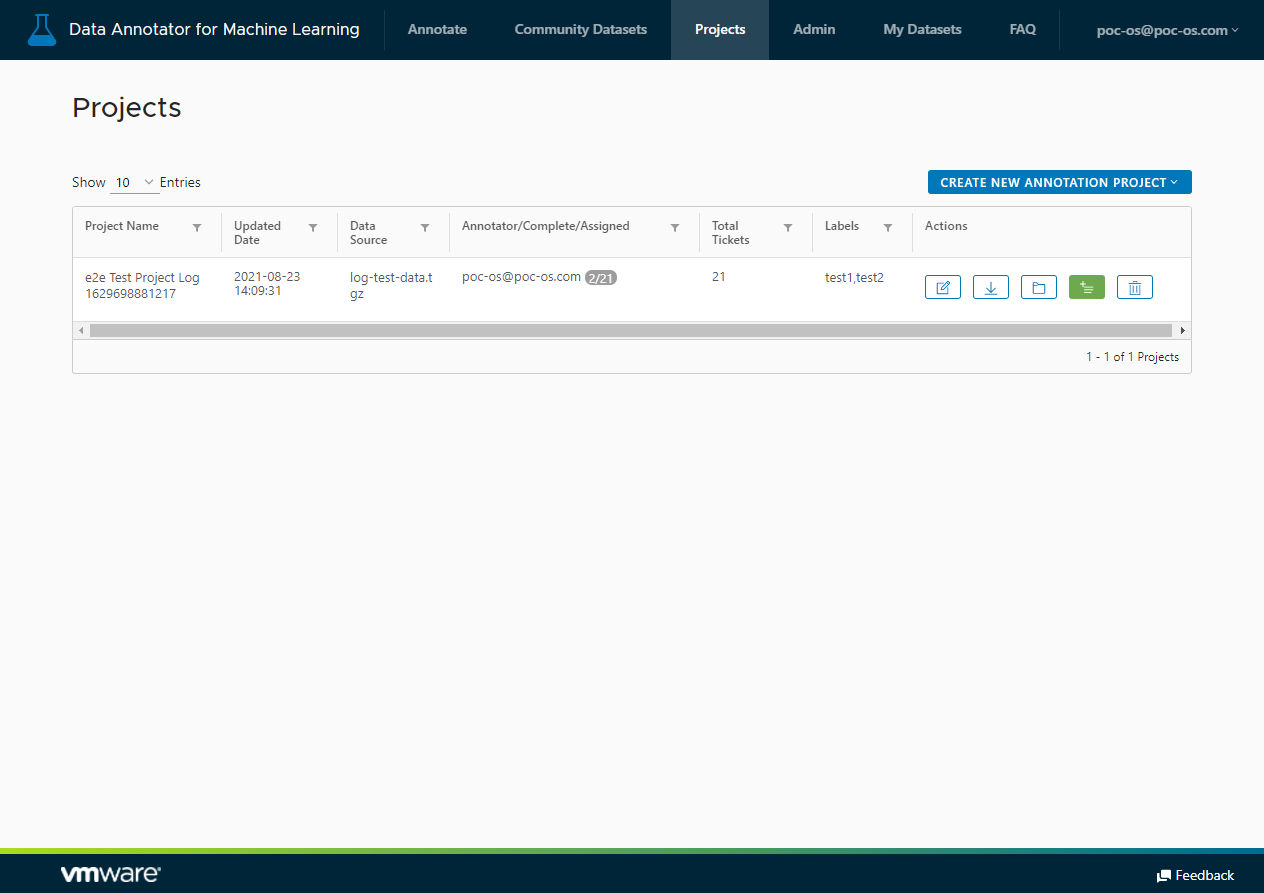 Data Annotator for Machine Learning
Annotate
Community Datasets
Projects
Admin
My Datasets
FAQ
poc-os@poc-os.com
Projects
Show 10 Entries
CREATE NEW ANNOTATION PROJECT
Project Name
Updated
Date
Data
Source
Annotator/Complete/Assigned
Total
Tickets
Labels
Actions
e2e Test Project Log
1629698881217
2021-08-23
14:09:31
log-test-data.t
gz
poc-os@poc-os.com 2/21
21
test1,test2
1 - 1 of 1 Projects
vmware®
Feedback